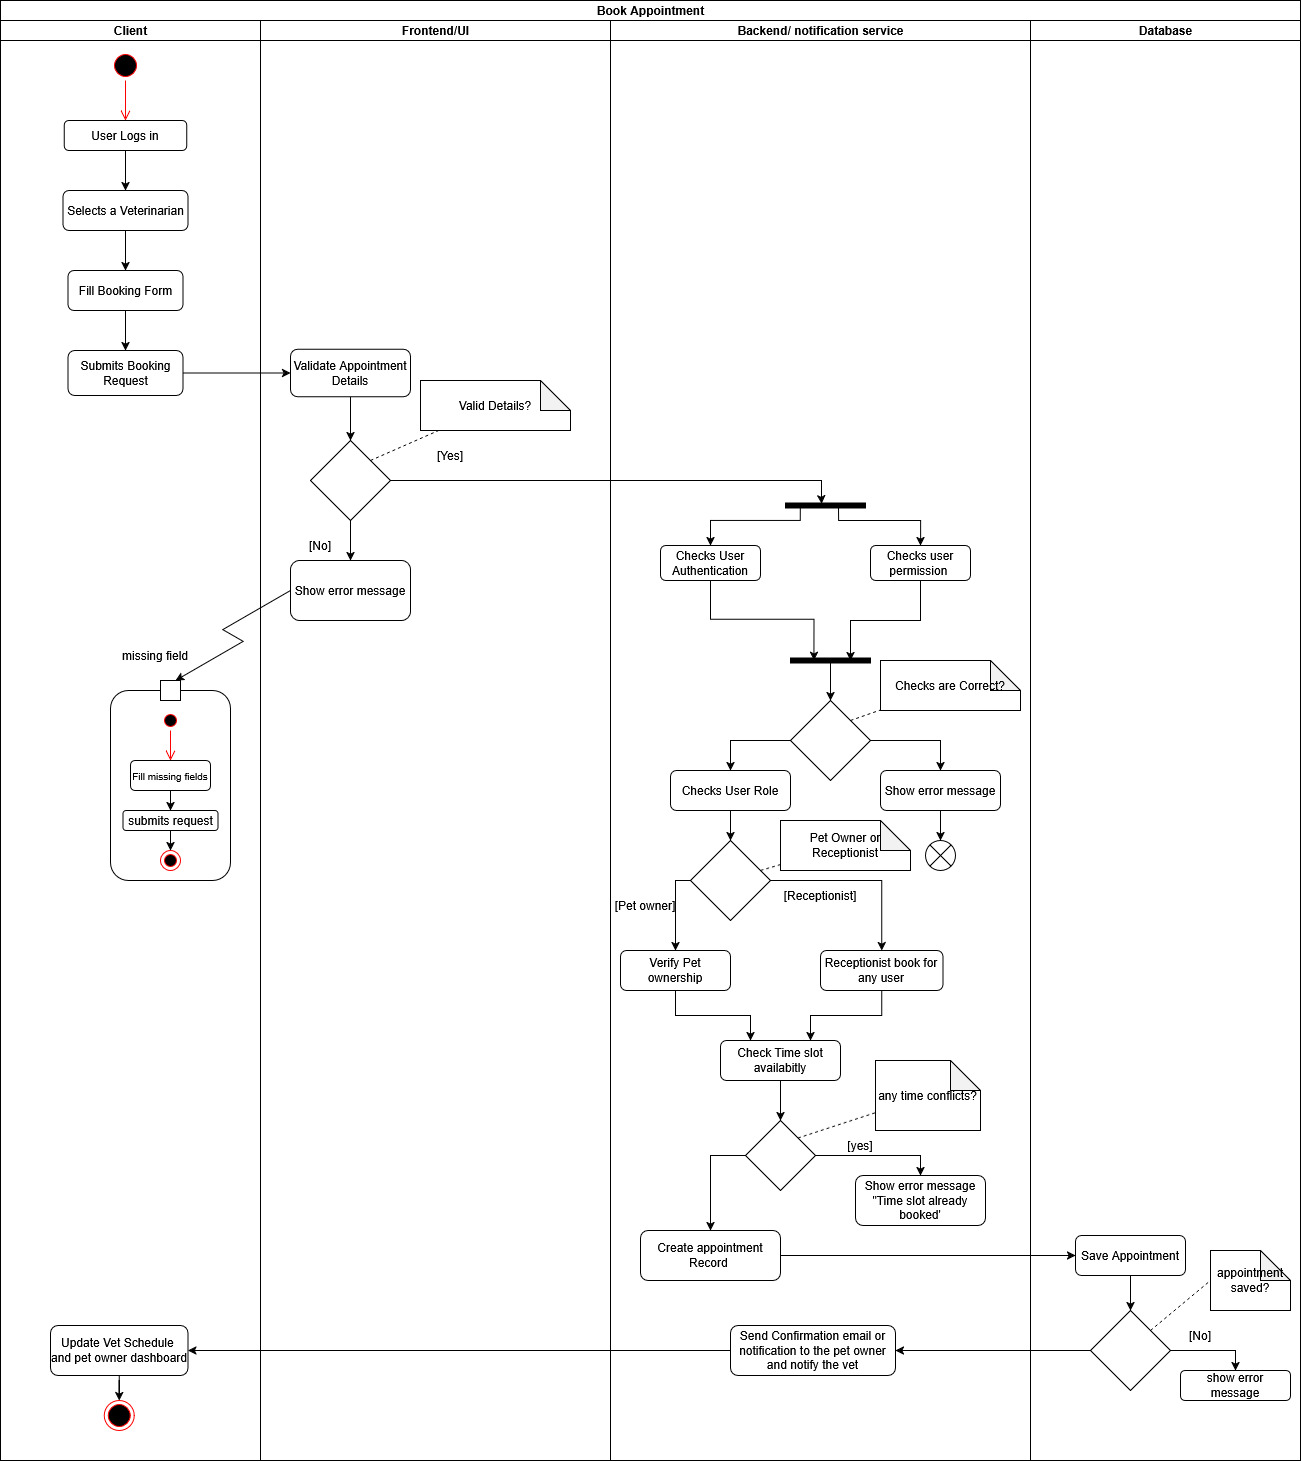 Book Appointment
Client
Frontend/UI
Backend/ notification service
Database
User Logs in
Selects a Veterinarian
Fill Booking Form
Submits Booking
Request
Validate Appointment
Details
Valid Details?
[Yes]
[No]
Show error message
missing field
Fill missing fields
submits request
Checks User
Authentication
Checks user
permission
Checks are Correct?
Checks User Role
Show error message
Pet Owner or
Receptionist
[Pet owner]
[Receptionist]
Verify Pet
ownership
Receptionist book for
any user
Check Time slot
availabitly
any time conflicts?
[yes]
Show error message
"Time slot already
booked'
Create appointment
Record
Save Appointment
appointment
saved?
[No]
show error
message
Send Confirmation email or
notification to the pet owner
and notify the vet
Update Vet Schedule
and pet owner dashboard